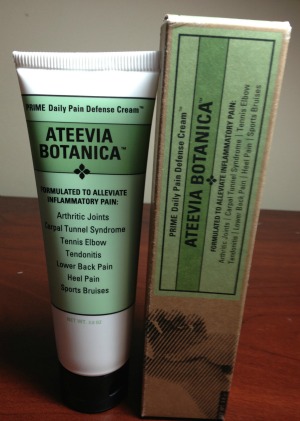 PRIME Daily Pain Defense Cream™
ATEEVIA
BOTANICA™
FORMULATED TO ALLEVIATE
INFLAMMATORY PAIN:
Arthritic Joints
Carpal Tunnel Syndrome
Tennis Elbow
Tendonitis
Lower Back Pain
Heel Pain
Sports Bruises
PRIME Daily Pain Defense Cream™
ATEEVIA BOTANICA™
FORMULATED TO ALLEVIATE INFLAMMATORY PAIN:
Arthritic Joints | Carpal Tunnel Syndrome | Tennis Elbow
Tendonitis | Lower Back Pain | Heel Pain | Sports Bruises